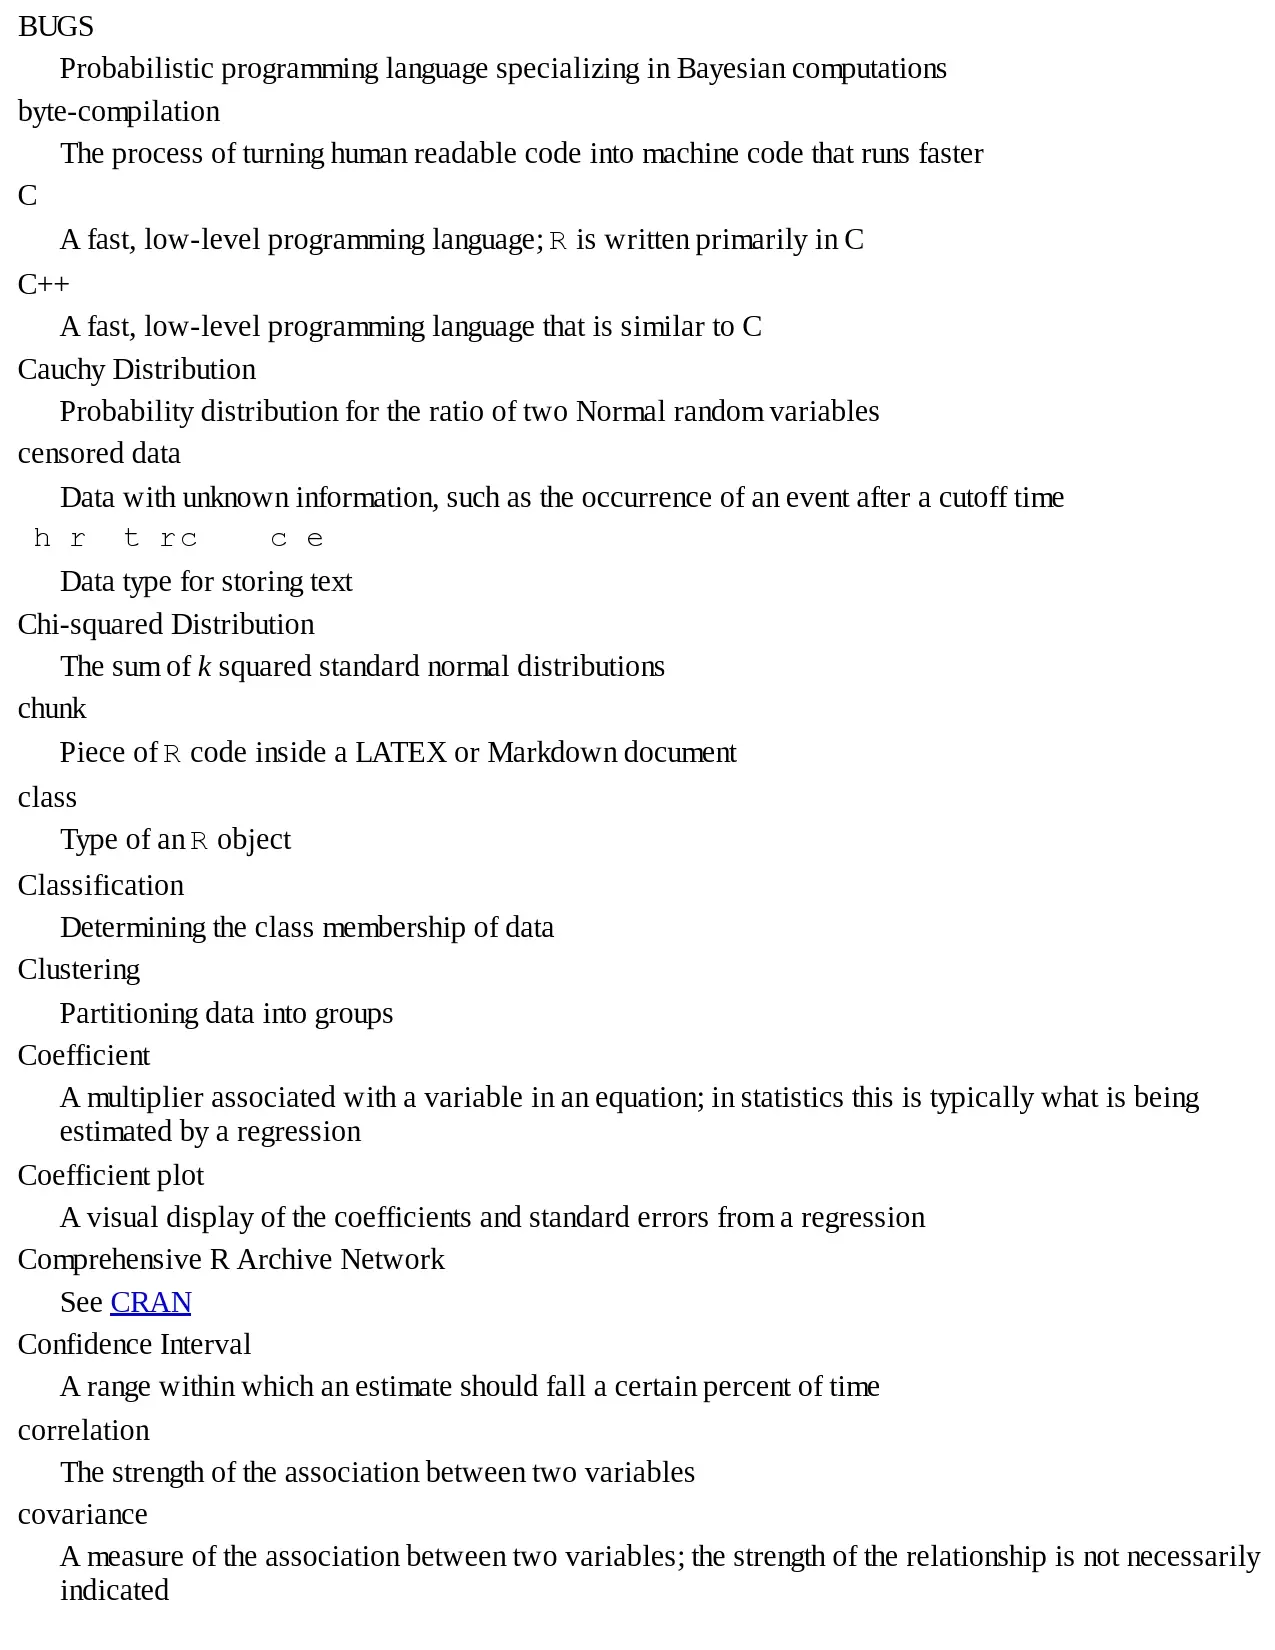 BUGS
Probabilistic programming language specializing in Bayesian computations
byte-compilation
The process of turning human readable code into machine code that runs faster
C
A fast, low-level programming language; R is written primarily in C
C++
A fast, low-level programming language that is similar to C
Cauchy Distribution
Probability distribution for the ratio of two Normal random variables
censored data
Data with unknown information, such as the occurrence of an event after a cutoff time
h r t rc c e
Data type for storing text
Chi-squared Distribution
The sum of k squared standard normal distributions
chunk
Piece of R code inside a LATEX or Markdown document
class
Type of an R object
Classification
Determining the class membership of data
Clustering
Partitioning data into groups
Coefficient
A multiplier associated with a variable in an equation; in statistics this is typically what is being
estimated by a regression
Coefficient plot
A visual display of the coefficients and standard errors from a regression
Comprehensive R Archive Network
See CRAN
Confidence Interval
A range within which an estimate should fall a certain percent of time
correlation
The strength of the association between two variables
covariance
A measure of the association between two variables; the strength of the relationship is not necessarily
indicated